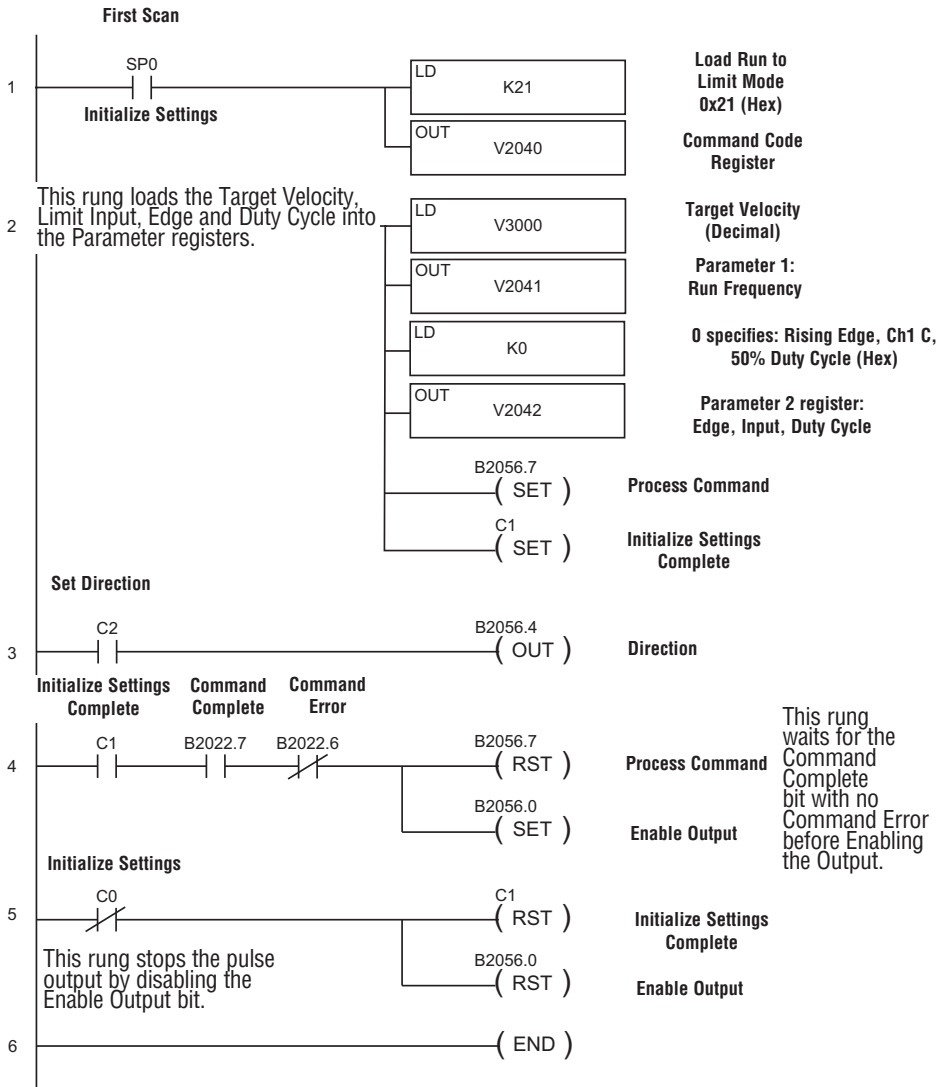 First Scan
1
SP0
Initialize Settings
LD
K21
Load Run to
Limit Mode
0x21 (Hex)
OUT
V2040
Command Code
Register
This rung loads the Target Velocity,
Limit Input, Edge and Duty Cycle into
the Parameter registers.
2
LD
V3000
Target Velocity
(Decimal)
OUT
V2041
Parameter 1:
Run Frequency
LD
K0
0 specifies: Rising Edge, Ch1 C,
50% Duty Cycle (Hex)
OUT
V2042
Parameter 2 register:
Edge, Input, Duty Cycle
B2056.7
( SET )
Process Command
C1
( SET )
Initialize Settings
Complete
Set Direction
3
C2
B2056.4
( OUT )
Direction
Initialize Settings
Complete
Command
Complete
Command
Error
4
C1
B2022.7
B2022.6
B2056.7
( RST )
Process Command
B2056.0
( SET )
Enable Output
This rung
waits for the
Command
Complete
bit with no
Command Error
before Enabling
the Output.
Initialize Settings
5
C0
C1
( RST )
Initialize Settings
Complete
This rung stops the pulse
output by disabling the
Enable Output bit.
B2056.0
( RST )
Enable Output
6
( END )